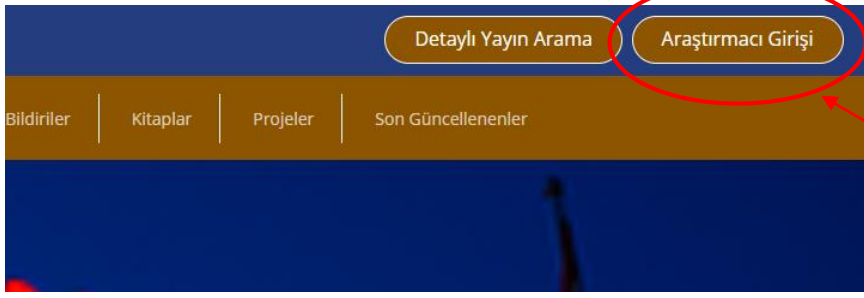 Detaylı Yayın Arama Araştırmacı Girişi
Bildiriler Kitaplar Projeler Son Güncellenenler